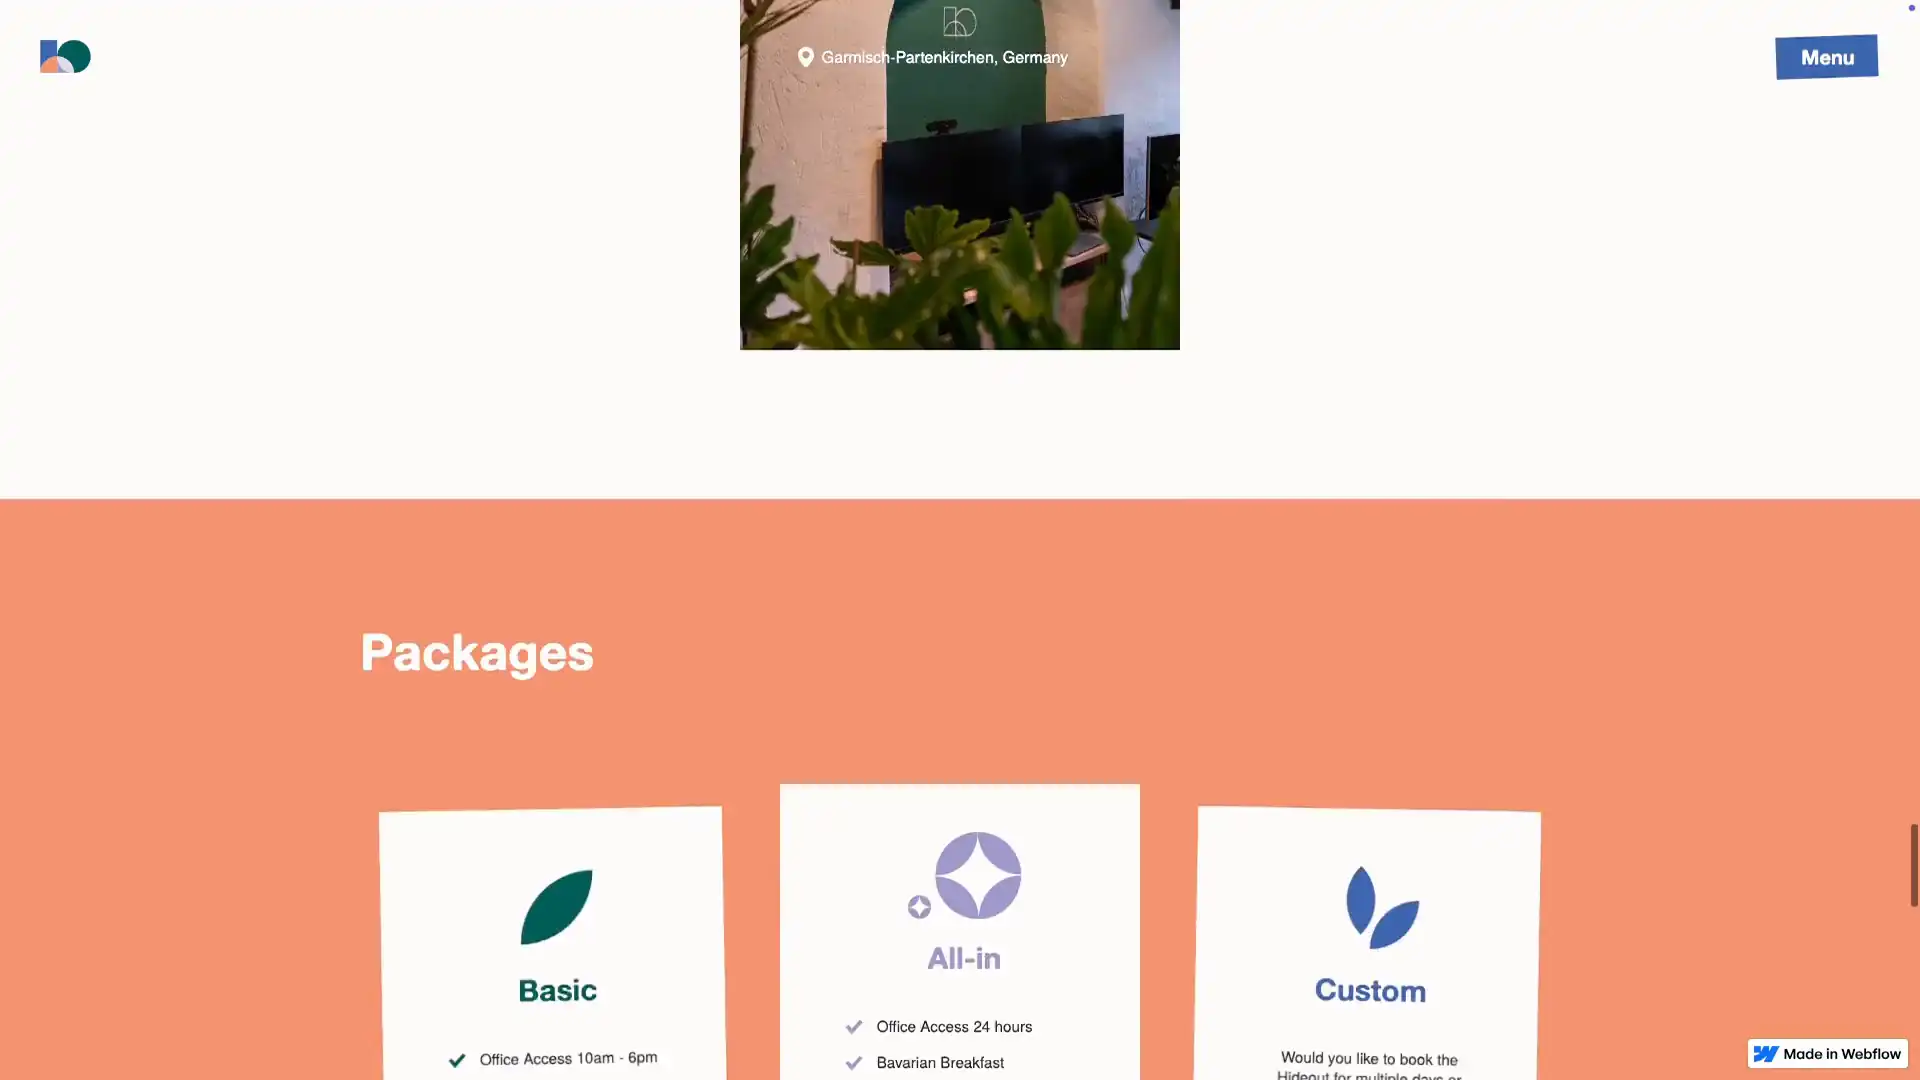 Garmisch-Partenkirchen, Germany
Menu
Packages
Basic
Office Access 10am - 6pm
All-in
Office Access 24 hours
Bavarian Breakfast
Custom
Would you like to book the
Hideout for multiple days or
Made in Webflow